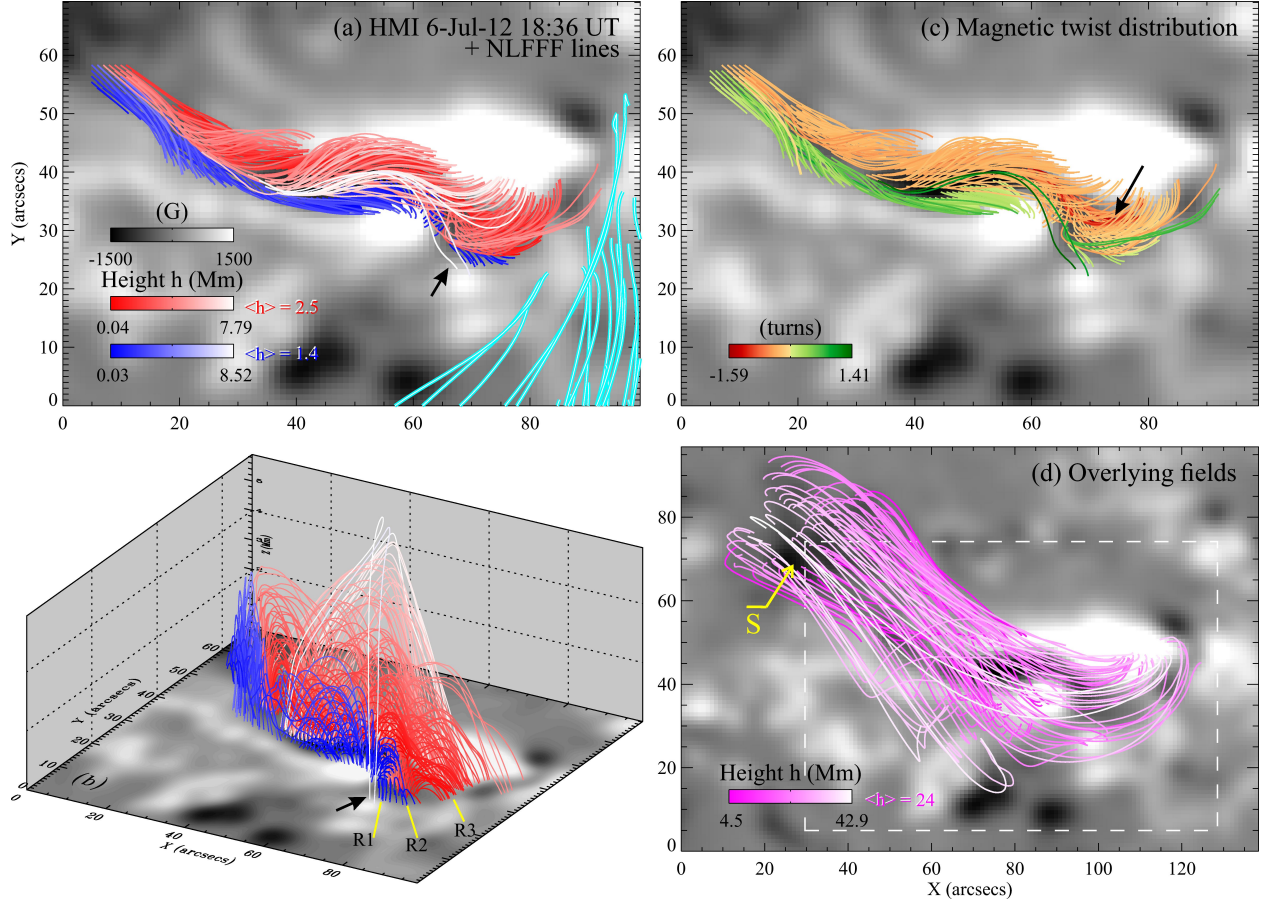 (a) HMI 6-Jul-12 18:36 UT
+ NLFFF lines
60
50
40
30
20
10
0
Y (arcsecs)
(G)
-1500 1500
Height h (Mm)
<h> = 2.5
0.04 7.79
<h> = 1.4
0.03 8.52
0 20 40 60 80
(c) Magnetic twist distribution
(turns)
-1.59 1.41
0 20 40 60 80
60
50
40
30
20
10
0
Y (arcsecs)
0
20
40
60
80
X (arcsecs)
(b)
R1
R2
R3
(d) Overlying fields
80
60
40
20
0
S
Height h (Mm)
<h> = 24
4.5 42.9
0 20 40 60 80 100 120
X (arcsecs)